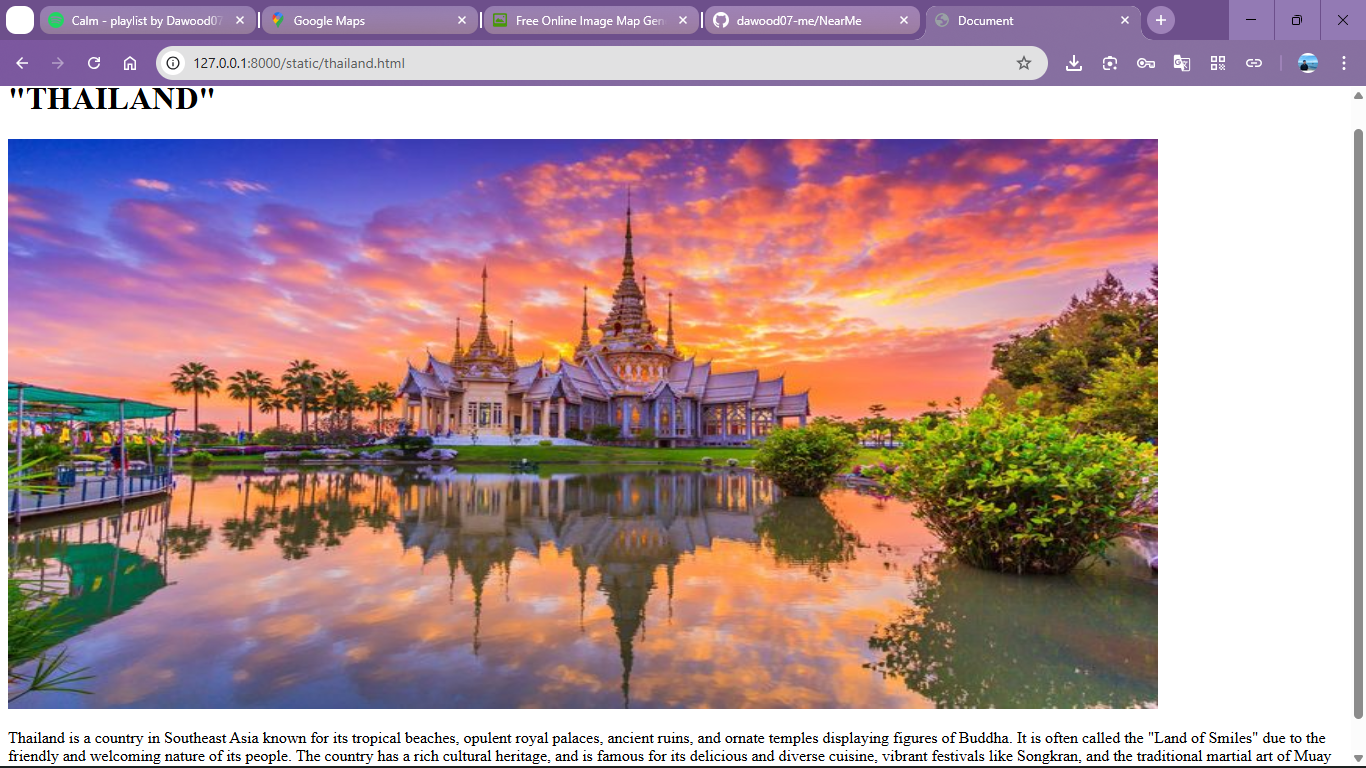 Calm - playlist by Dawood07
Google Maps
Free Online Image Map Gen
dawood07-me/NearMe
Document
127.0.0.1:8000/static/thailand.html
"THAILAND"
Thailand is a country in Southeast Asia known for its tropical beaches, opulent royal palaces, ancient ruins, and ornate temples displaying figures of Buddha. It is often called the "Land of Smiles" due to the
friendly and welcoming nature of its people. The country has a rich cultural heritage, and is famous for its delicious and diverse cuisine, vibrant festivals like Songkran, and the traditional martial art of Muay